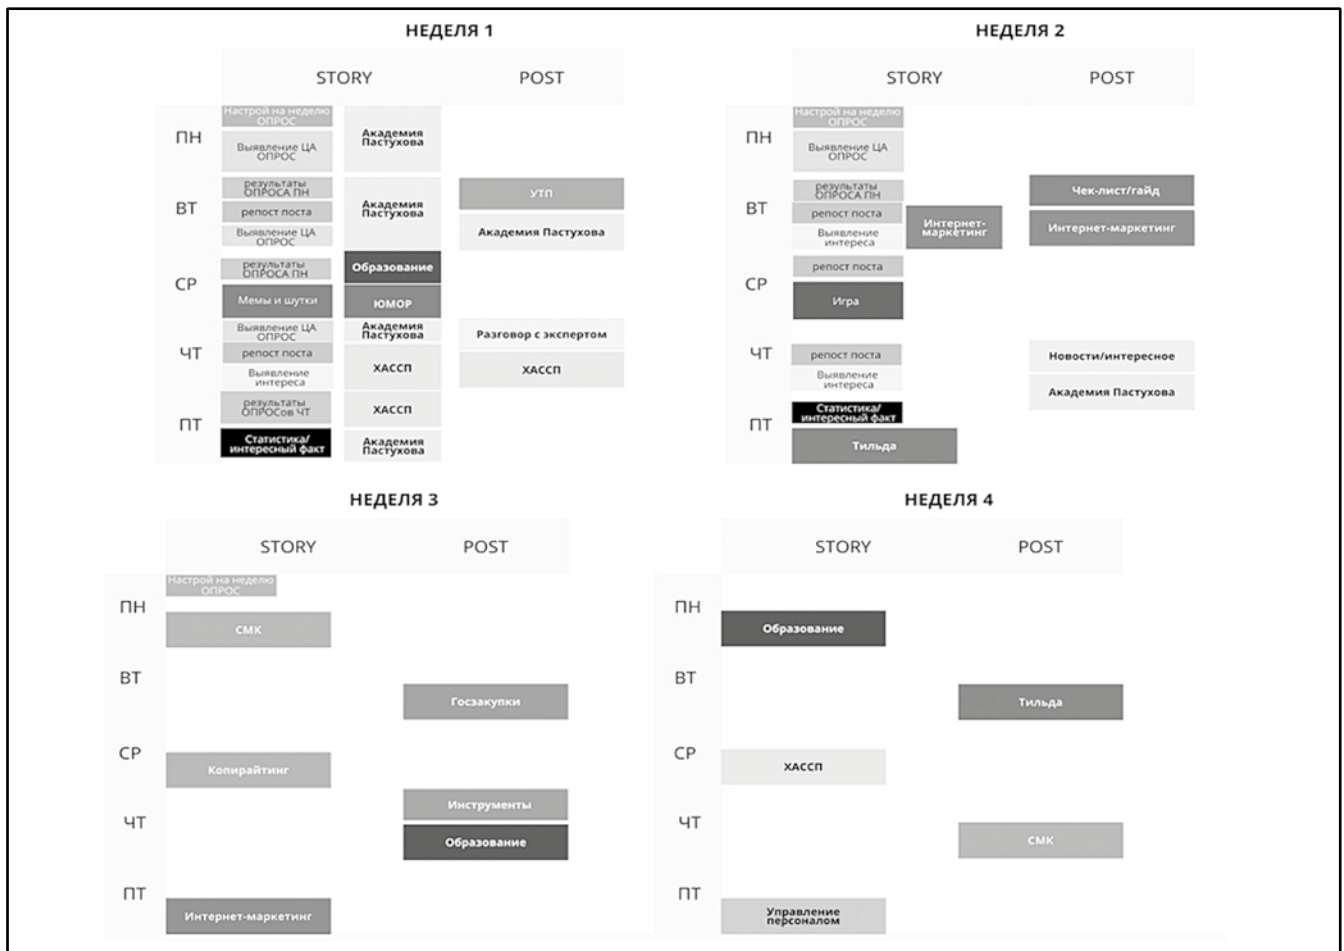 НЕДЕЛЯ 1
STORY
POST
ПН
Настрой на неделю
ОПРОС
Выявление ЦА
ОПРОС
Академия
Пастухова
ВТ
результаты
ОПРОСА ПН
репост поста
Выявление ЦА
ОПРОС
Академия
Пастухова
УТП
Академия Пастухова
СР
результаты
ОПРОСА ПН
Образование
Мемы и шутки
ЮМОР
ЧТ
Выявление ЦА
ОПРОС
Академия
Пастухова
репост поста
Выявление
интереса
ХАССП
Разговор с экспертом
ХАССП
ПТ
результаты
ОПРОСов ЧТ
ХАССП
Статистика/
интересный факт
Академия
Пастухова
НЕДЕЛЯ 2
STORY
POST
ПН
Настрой на неделю
ОПРОС
Выявление ЦА
ОПРОС
ВТ
результаты
ОПРОСА ПН
репост поста
Выявление
интереса
Интернет-
маркетинг
Чек-лист/гайд
Интернет-маркетинг
СР
репост поста
Игра
ЧТ
репост поста
Выявление
интереса
Новости/интересное
Академия Пастухова
ПТ
Статистика/
интересный факт
Тильда
НЕДЕЛЯ 3
STORY
POST
ПН
Настрой на неделю
ОПРОС
СМК
ВТ
Госзакупки
СР
Копирайтинг
ЧТ
Инструменты
Образование
ПТ
Интернет-маркетинг
НЕДЕЛЯ 4
STORY
POST
ПН
Образование
ВТ
Тильда
СР
ХАССП
ЧТ
СМК
ПТ
Управление
персоналом